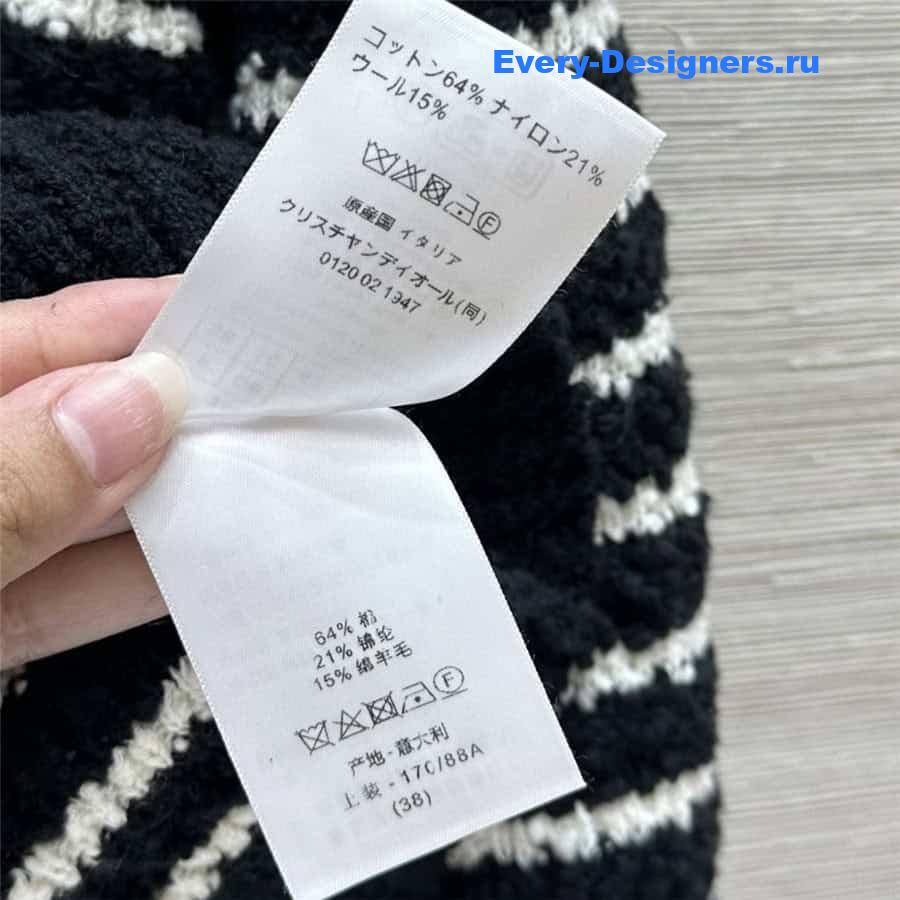 Every-Designers.ru
コットン64% ナイロン21%
ウール15%
F
原産国 イタリア
クリスチャンディオール(同)
0120 02 1947
64% 棉
21% 锦纶
15% 绵羊毛
F
产地 - 意大利
上装 - 170/88A
(38)